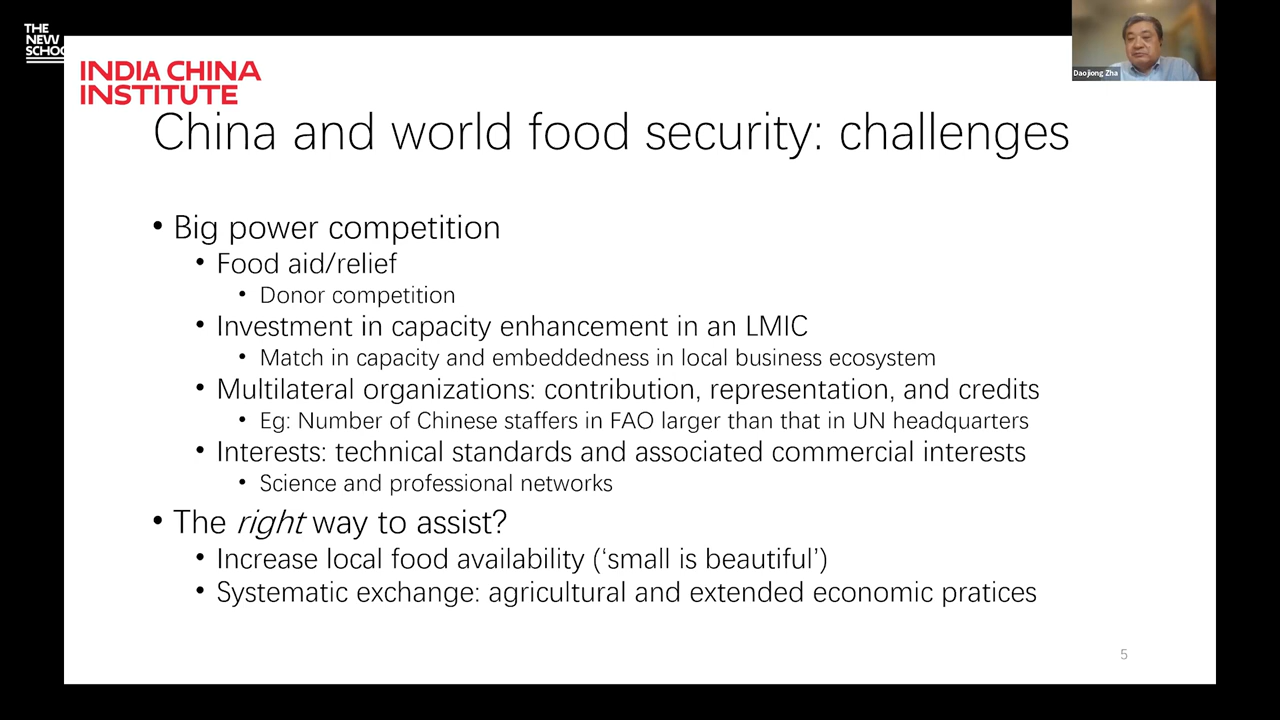 THE
NEW
SCHOO
INDIA CHINA
INSTITUTE
Daojiong Zha
China and world food security: challenges
• Big power competition
• Food aid/relief
• Donor competition
• Investment in capacity enhancement in an LMIC
• Match in capacity and embeddedness in local business ecosystem
• Multilateral organizations: contribution, representation, and credits
• Eg: Number of Chinese staffers in FAO larger than that in UN headquarters
• Interests: technical standards and associated commercial interests
• Science and professional networks
• The right way to assist?
• Increase local food availability (‘small is beautiful’)
• Systematic exchange: agricultural and extended economic pratices
5